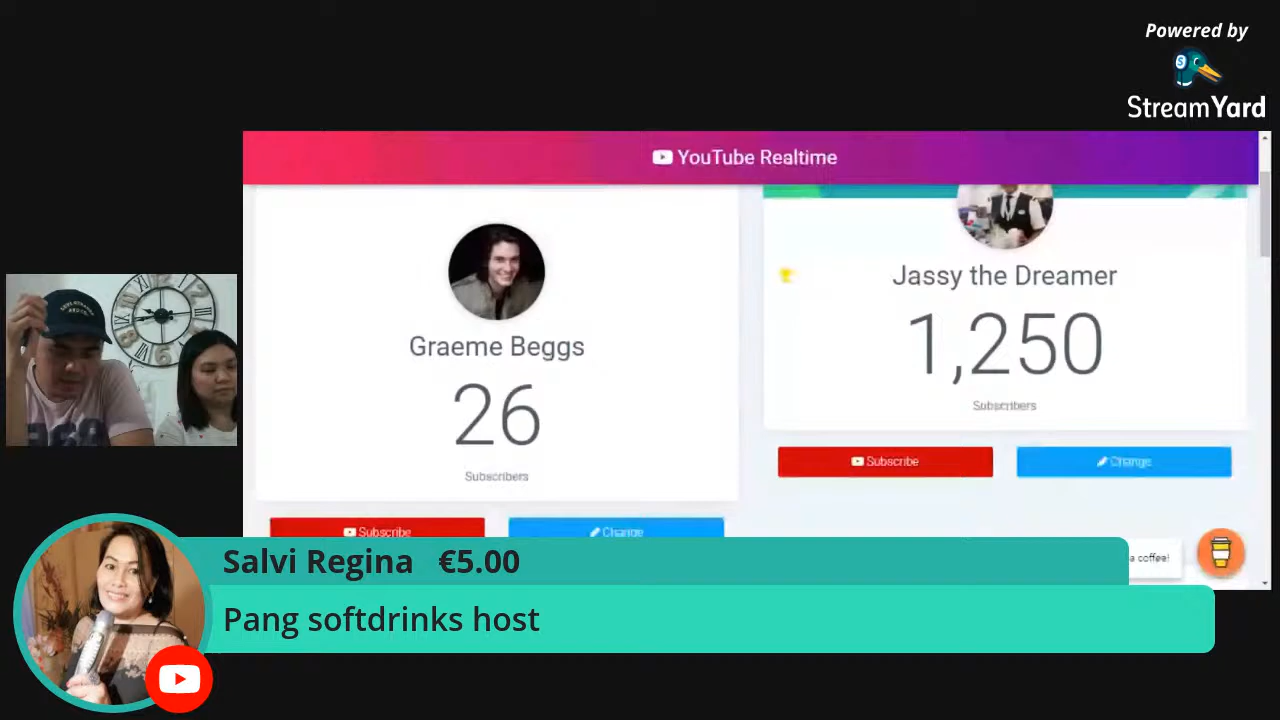 Powered by
StreamYard
YouTube Realtime
Graeme Beggs
26
Subscribers
Subscribe
Change
Jassy the Dreamer
1,250
Subscribers
Subscribe
Change
a coffee!
Salvi Regina €5.00
Pang softdrinks host